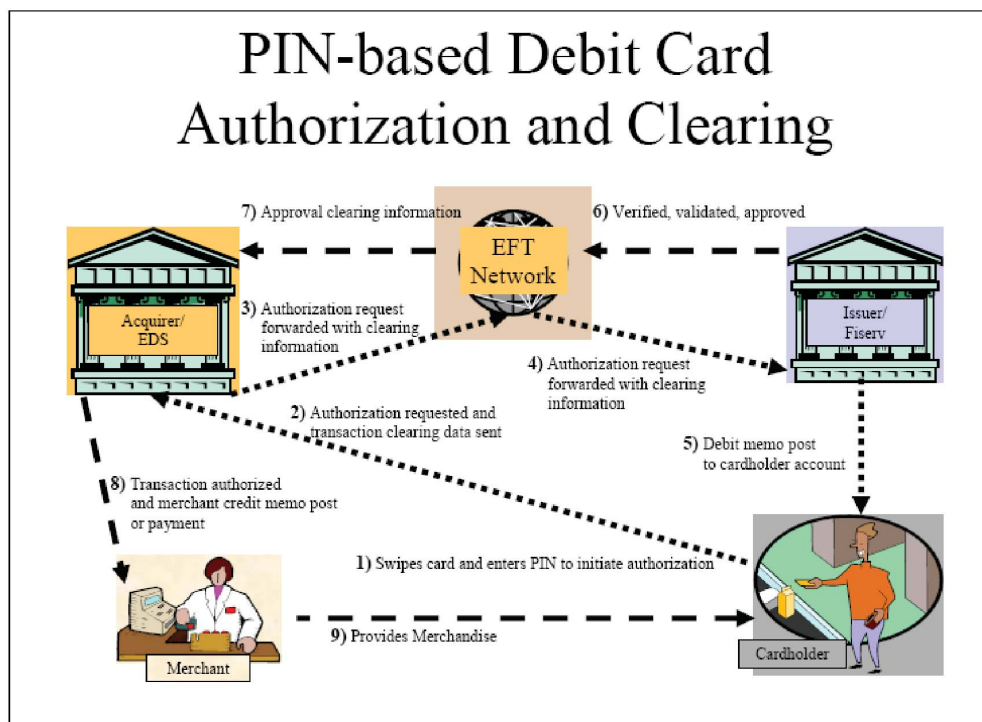 PIN-based Debit Card
Authorization and Clearing
7) Approval clearing information
6) Verified, validated, approved
EFT
Network
Acquirer/
EDS
3) Authorization request
forwarded with clearing
information
Issuer/
Fiserv
4) Authorization request
forwarded with clearing
information
2) Authorization requested and
transaction clearing data sent
5) Debit memo post
to cardholder account
8) Transaction authorized
and merchant credit memo post
or payment
1) Swipes card and enters PIN to initiate authorization
9) Provides Merchandise
Merchant
Cardholder